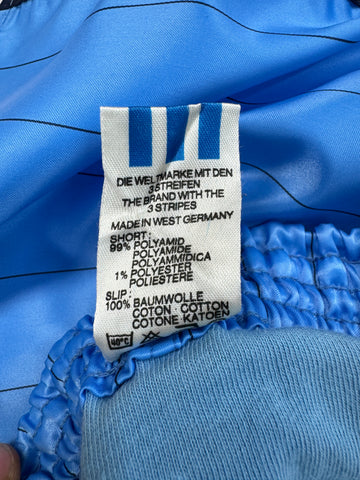 DIE WELTMARKE MIT DEN
3 STREIFEN
THE BRAND WITH THE
3 STRIPES
MADE IN WEST GERMANY
SHORT:
99% POLYAMID
POLYAMIDE
POLYAMMIDICA
1% POLYESTER
POLIESTERE
SLIP:
100% BAUMWOLLE
COTON · COTTON
COTONE KATOEN
40°C